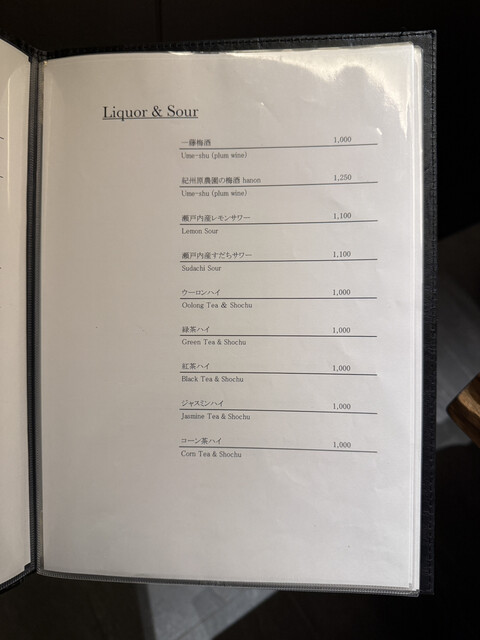 Liquor & Sour
一藤梅酒 1,000
Ume-shu (plum wine)
紀州原農園の梅酒 hanon 1,250
Ume-shu (plum wine)
瀬戸内産レモンサワー 1,100
Lemon Sour
瀬戸内産すだちサワー 1,100
Sudachi Sour
ウーロンハイ 1,000
Oolong Tea & Shochu
緑茶ハイ 1,000
Green Tea & Shochu
紅茶ハイ 1,000
Black Tea & Shochu
ジャスミンハイ 1,000
Jasmine Tea & Shochu
コーン茶ハイ 1,000
Corn Tea & Shochu